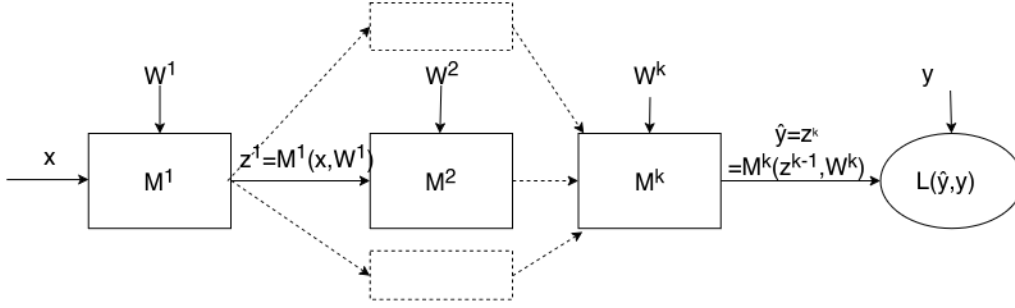 W¹
W²
Wᵏ
y
x
M¹
z¹=M¹(x,W¹)
M²
Mᵏ
ŷ=zᵏ
=Mᵏ(zᵏ⁻¹,Wᵏ)
L(ŷ,y)